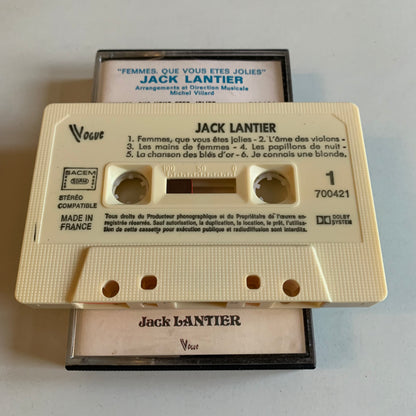 "FEMMES, QUE VOUS ETES JOLIES"
JACK LANTIER
Arrangements et Direction Musicale
Michel Villard
Vogue
JACK LANTIER
1. Femmes, que vous êtes jolies - 2. L'âme des violons -
3. Les mains de femmes - 4. Les papillons de nuit -
5. La chanson des blés d'or - 6. Je connais une blonde.
SACEM
STÉRÉO
COMPATIBLE
MADE IN
FRANCE
100 50 0
1
700421
DOLBY
SYSTEM
Tous droits du Producteur phonographique et du Propriétaire de l'œuvre en-
registrée réservés. Sauf autorisation, la duplication, la location, le prêt, l'utilisa-
tion de cette cassette pour exécution publique et radiodiffusion sont interdits.
Jack LANTIER
Vogue